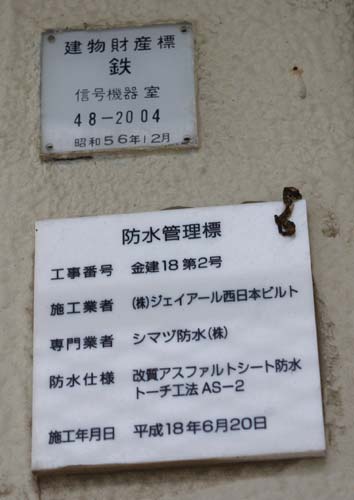 建物財産標
鉄
信号機器室
48-2004
昭和56年12月
防水管理標
工事番号 金建18第2号
施工業者 (株)ジェイアール西日本ビルト
専門業者 シマヅ防水(株)
防水仕様 改質アスファルトシート防水
トーチ工法 AS-2
施工年月日 平成18年6月20日